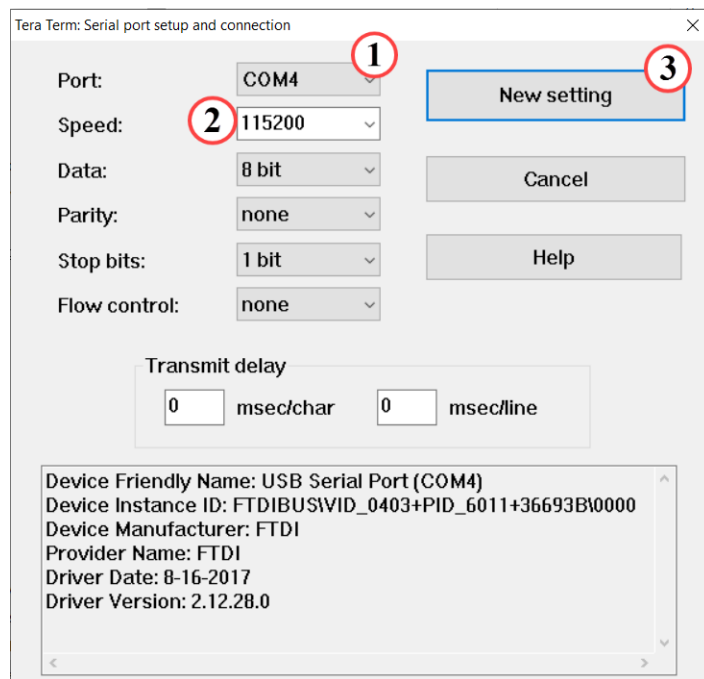 Tera Term: Serial port setup and connection
Port: COM4 1
New setting 3
Speed: 2 115200
Data: 8 bit
Cancel
Parity: none
Stop bits: 1 bit
Help
Flow control: none
Transmit delay
0 msec/char 0 msec/line
Device Friendly Name: USB Serial Port (COM4)
Device Instance ID: FTDIBUS\VID_0403+PID_6011+36693B\0000
Device Manufacturer: FTDI
Provider Name: FTDI
Driver Date: 8-16-2017
Driver Version: 2.12.28.0